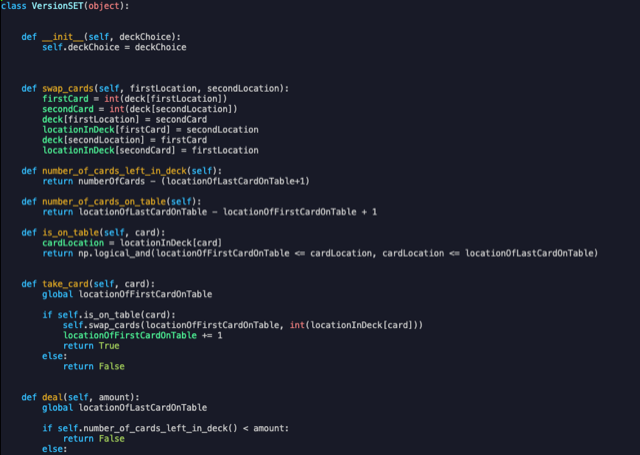 class VersionSET(object):
def __init__(self, deckChoice):
self.deckChoice = deckChoice
def swap_cards(self, firstLocation, secondLocation):
firstCard = int(deck[firstLocation])
secondCard = int(deck[secondLocation])
deck[firstLocation] = secondCard
locationInDeck[firstCard] = secondLocation
deck[secondLocation] = firstCard
locationInDeck[secondCard] = firstLocation
def number_of_cards_left_in_deck(self):
return numberOfCards - (locationOfLastCardOnTable+1)
def number_of_cards_on_table(self):
return locationOfLastCardOnTable - locationOfFirstCardOnTable + 1
def is_on_table(self, card):
cardLocation = locationInDeck[card]
return np.logical_and(locationOfFirstCardOnTable <= cardLocation, cardLocation <= locationOfLastCardOnTable)
def take_card(self, card):
global locationOfFirstCardOnTable
if self.is_on_table(card):
self.swap_cards(locationOfFirstCardOnTable, int(locationInDeck[card]))
locationOfFirstCardOnTable += 1
return True
else:
return False
def deal(self, amount):
global locationOfLastCardOnTable
if self.number_of_cards_left_in_deck() < amount:
return False
else: